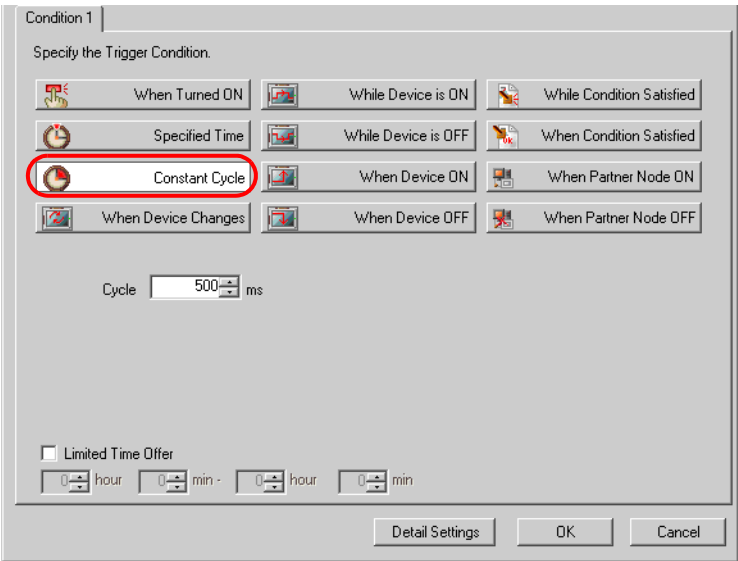 Condition 1
Specify the Trigger Condition.
When Turned ON While Device is ON While Condition Satisfied
Specified Time While Device is OFF When Condition Satisfied
Constant Cycle When Device ON When Partner Node ON
When Device Changes When Device OFF When Partner Node OFF
Cycle 500 ms
Limited Time Offer
0 hour 0 min - 0 hour 0 min
Detail Settings OK Cancel